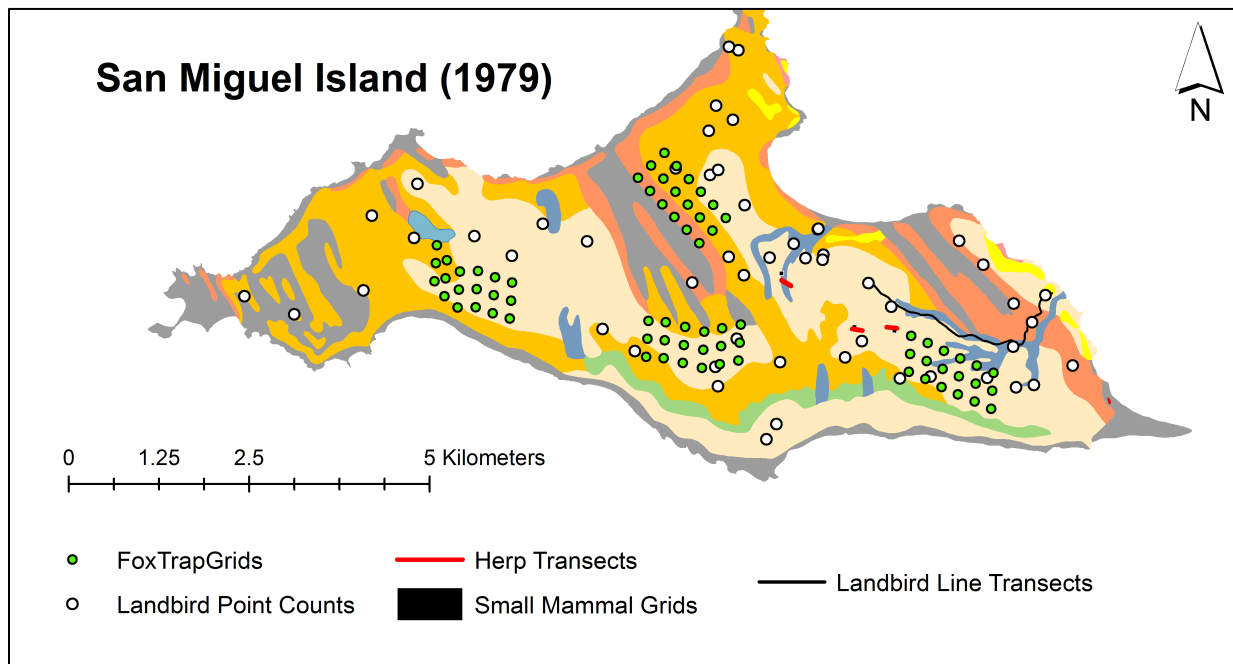 San Miguel Island (1979)
N
0 1.25 2.5 5 Kilometers
FoxTrapGrids
Herp Transects
Landbird Line Transects
Landbird Point Counts
Small Mammal Grids